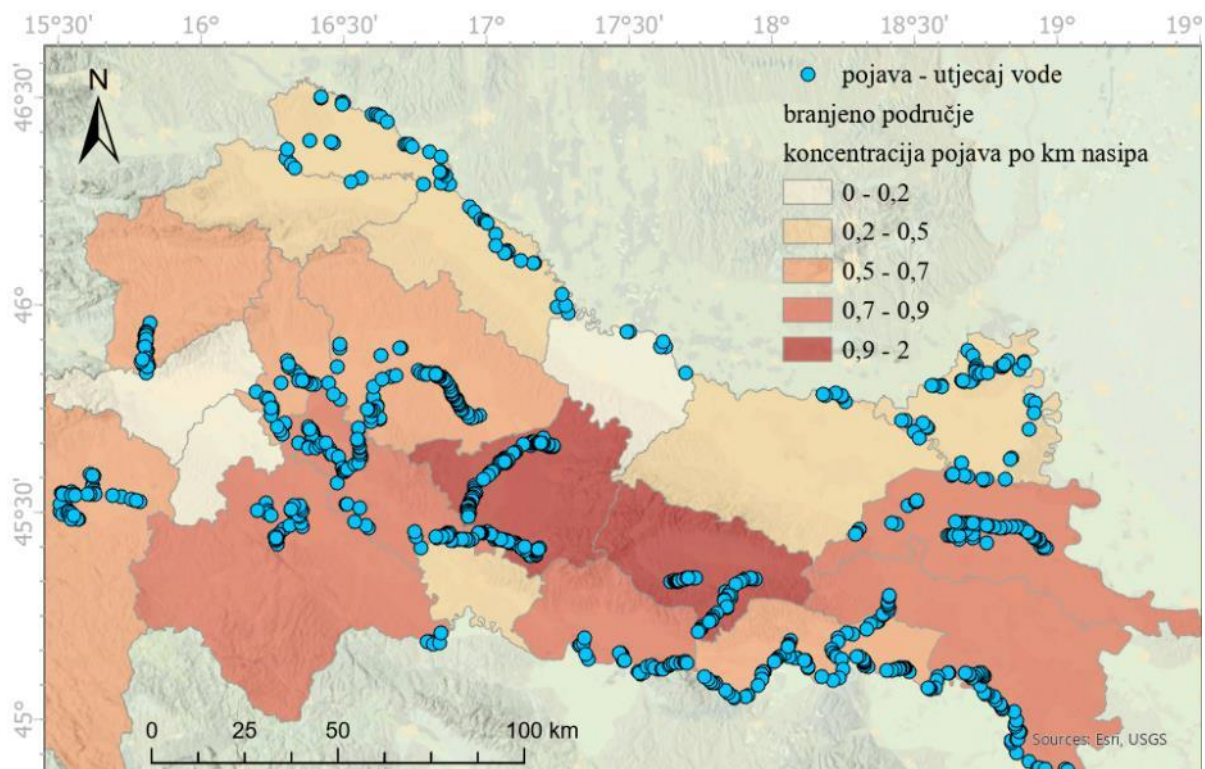 15°30' 16° 16°30' 17° 17°30' 18° 18°30' 19° 19°
46°30'
46°
45°30'
45°
N
pojava - utjecaj vode
branjeno područje
koncentracija pojava po km nasipa
0 - 0,2
0,2 - 0,5
0,5 - 0,7
0,7 - 0,9
0,9 - 2
0 25 50 100 km
Sources: Esri, USGS